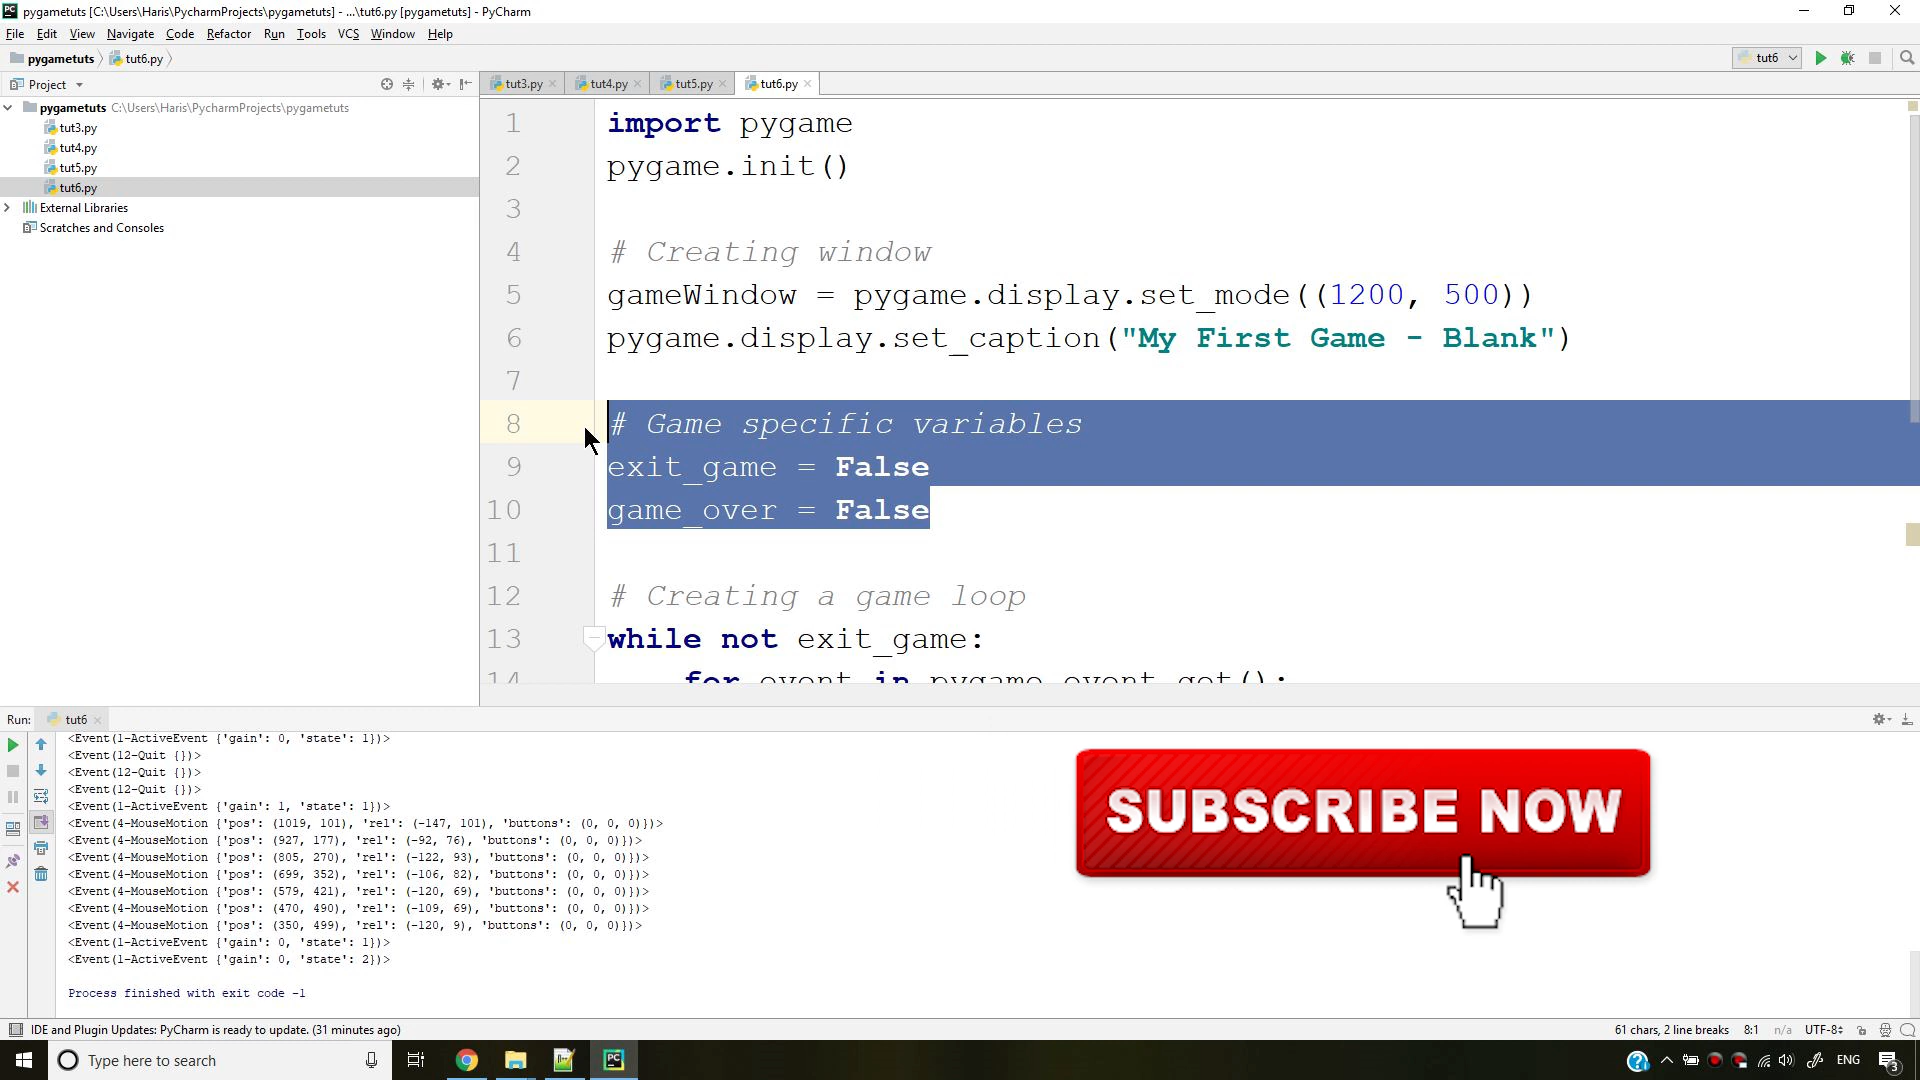 pygametuts [C:\Users\Haris\PycharmProjects\pygametuts] - ...\tut6.py [pygametuts] - PyCharm
File Edit View Navigate Code Refactor Run Tools VCS Window Help
pygametuts tut6.py tut6
Project tut3.py tut4.py tut5.py tut6.py
pygametuts C:\Users\Haris\PycharmProjects\pygametuts
tut3.py
tut4.py
tut5.py
tut6.py
External Libraries
Scratches and Consoles
1 import pygame
2 pygame.init()
3
4 # Creating window
5 gameWindow = pygame.display.set_mode((1200, 500))
6 pygame.display.set_caption("My First Game - Blank")
7
8 # Game specific variables
9 exit_game = False
10 game_over = False
11
12 # Creating a game loop
13 while not exit_game:
14 for event in pygame.event.get():
Run: tut6
<Event(1-ActiveEvent {'gain': 0, 'state': 1})>
<Event(12-Quit {})>
<Event(12-Quit {})>
<Event(12-Quit {})>
<Event(1-ActiveEvent {'gain': 1, 'state': 1})>
<Event(4-MouseMotion {'pos': (1019, 101), 'rel': (-147, 101), 'buttons': (0, 0, 0)})>
<Event(4-MouseMotion {'pos': (927, 177), 'rel': (-92, 76), 'buttons': (0, 0, 0)})>
<Event(4-MouseMotion {'pos': (805, 270), 'rel': (-122, 93), 'buttons': (0, 0, 0)})>
<Event(4-MouseMotion {'pos': (699, 352), 'rel': (-106, 82), 'buttons': (0, 0, 0)})>
<Event(4-MouseMotion {'pos': (579, 421), 'rel': (-120, 69), 'buttons': (0, 0, 0)})>
<Event(4-MouseMotion {'pos': (470, 490), 'rel': (-109, 69), 'buttons': (0, 0, 0)})>
<Event(4-MouseMotion {'pos': (350, 499), 'rel': (-120, 9), 'buttons': (0, 0, 0)})>
<Event(1-ActiveEvent {'gain': 0, 'state': 1})>
<Event(1-ActiveEvent {'gain': 0, 'state': 2})>
Process finished with exit code -1
SUBSCRIBE NOW
IDE and Plugin Updates: PyCharm is ready to update. (31 minutes ago) 61 chars, 2 line breaks 8:1 n/a UTF-8
Type here to search ENG 3